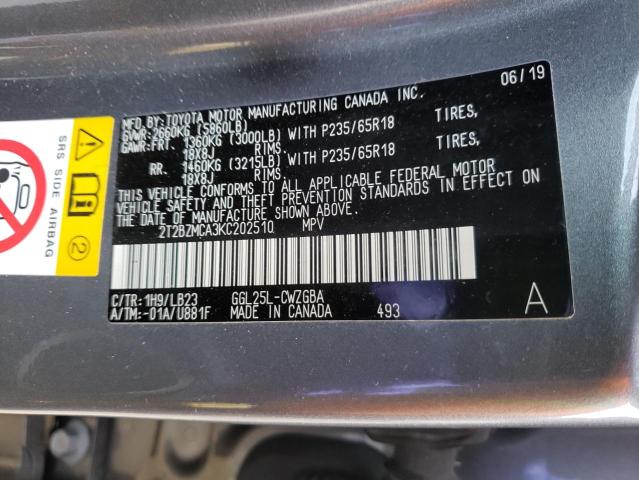 06/19
MFD.BY:TOYOTA MOTOR MANUFACTURING CANADA INC.
GVWR:2660KG (5860LB)
GAWR:FRT. 1360KG (3000LB) WITH P235/65R18 TIRES,
18X8J RIMS,
RR. 1460KG (3215LB) WITH P235/65R18 TIRES,
18X8J RIMS.
THIS VEHICLE CONFORMS TO ALL APPLICABLE FEDERAL MOTOR
VEHICLE SAFETY AND THEFT PREVENTION STANDARDS IN EFFECT ON
THE DATE OF MANUFACTURE SHOWN ABOVE.
2T2BZMCA3KC202510 MPV
C/TR: 1H9/LB23 GGL25L-CWZGBA
A/TM:-01A/U881F MADE IN CANADA 493
A
SRS SIDE AIRBAG
2